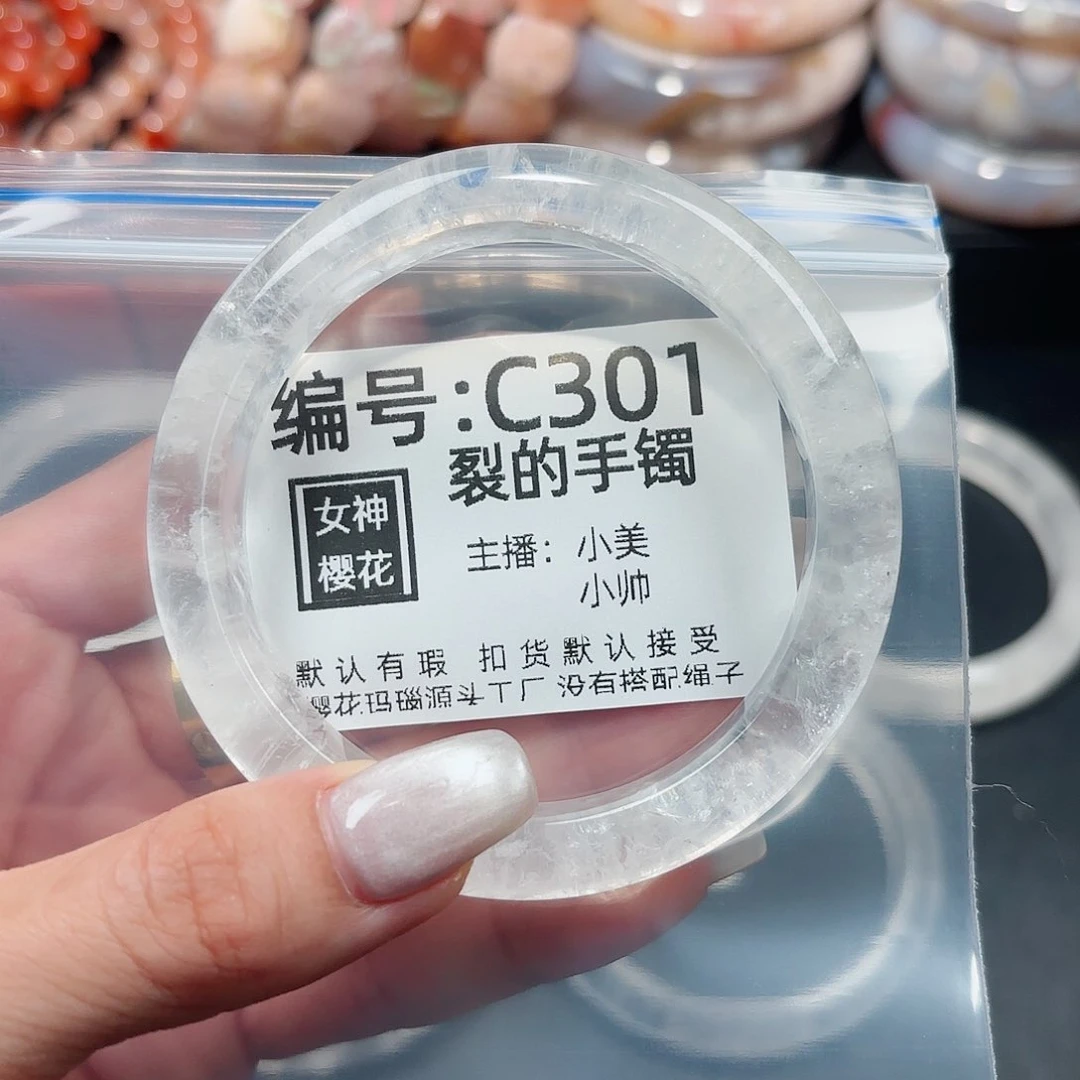 编号:C301
裂的手镯
女神
樱花
主播：小美
小帅
默认有瑕 扣货默认接受
樱花玛瑙源头工厂 没有搭配绳子